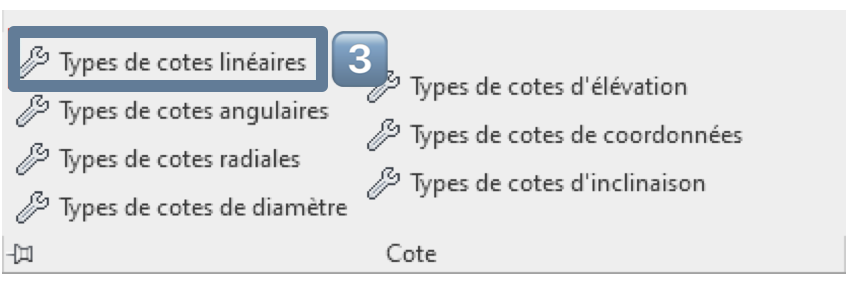 Types de cotes linéaires
3
Types de cotes angulaires
Types de cotes radiales
Types de cotes de diamètre
Types de cotes d'élévation
Types de cotes de coordonnées
Types de cotes d'inclinaison
Cote